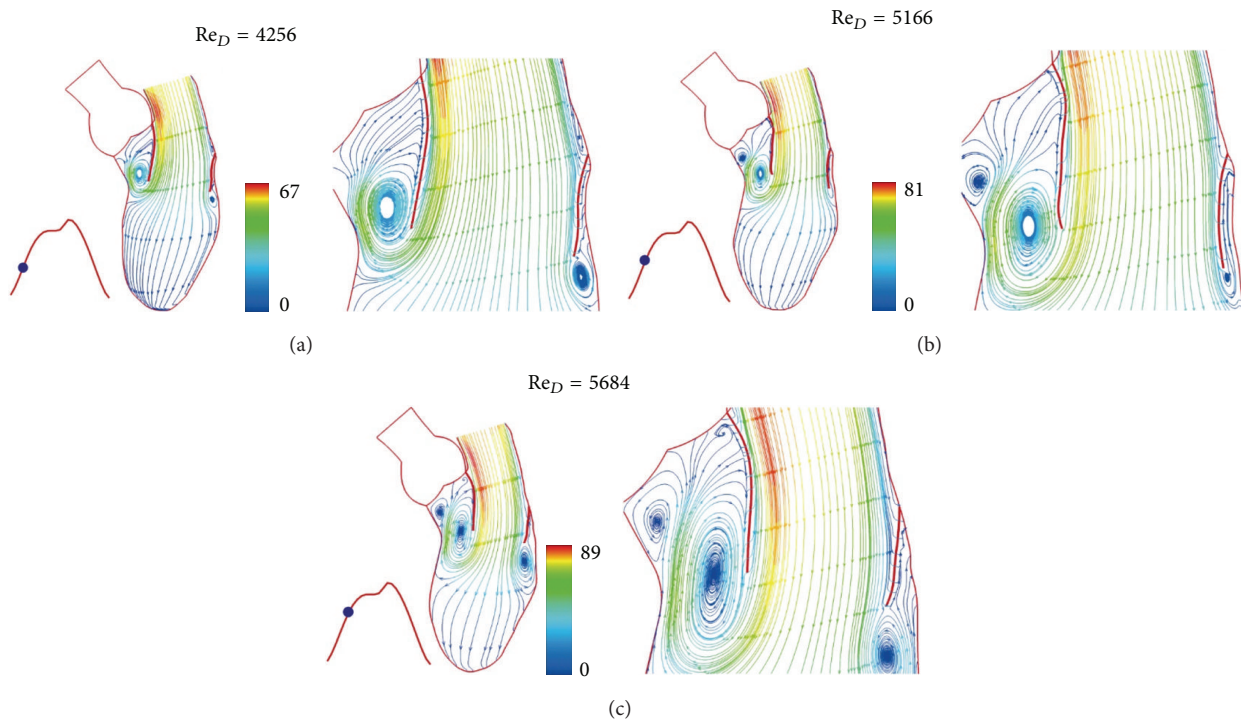 Re_D = 4256
67
0
(a)
Re_D = 5166
81
0
(b)
Re_D = 5684
89
0
(c)